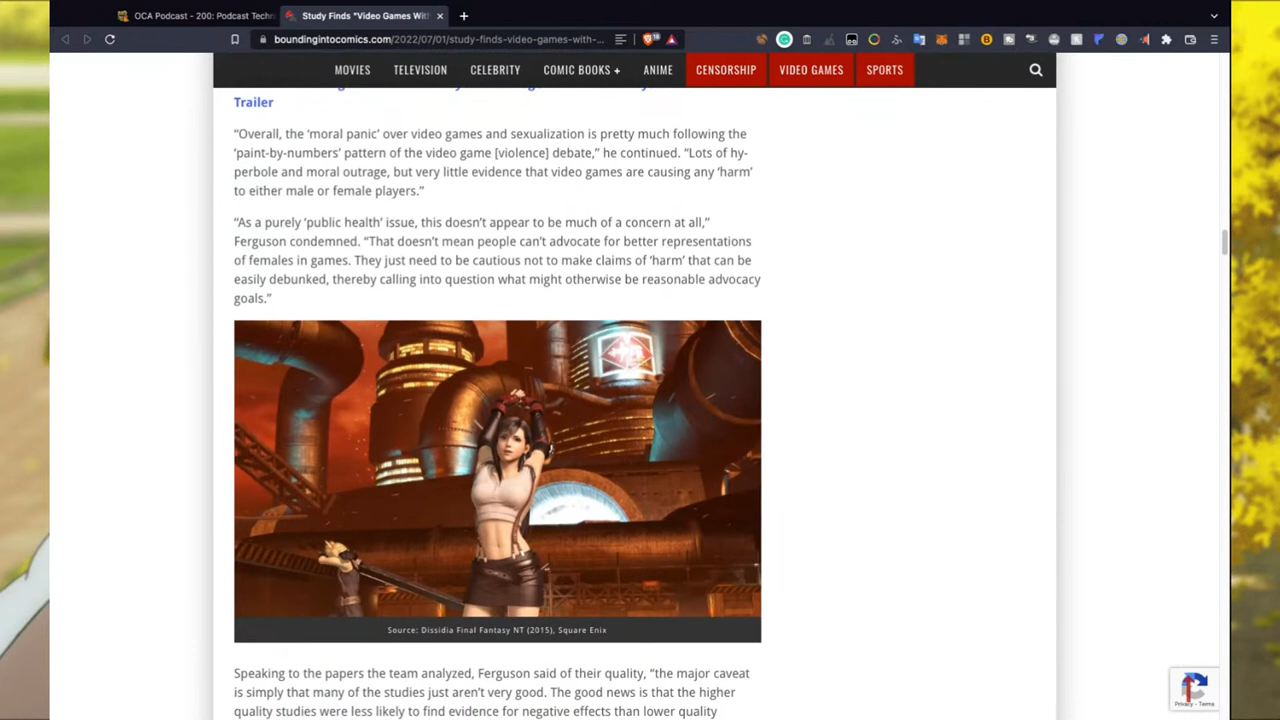 OCA Podcast - 200: Podcast Techn
Study Finds "Video Games With
boundingintocomics.com/2022/07/01/study-finds-video-games-with-...
MOVIES TELEVISION CELEBRITY COMIC BOOKS + ANIME CENSORSHIP VIDEO GAMES SPORTS
Trailer
“Overall, the ‘moral panic’ over video games and sexualization is pretty much following the
‘paint-by-numbers’ pattern of the video game [violence] debate,” he continued. “Lots of hy-
perbole and moral outrage, but very little evidence that video games are causing any ‘harm’
to either male or female players.”
“As a purely ‘public health’ issue, this doesn’t appear to be much of a concern at all,”
Ferguson condemned. “That doesn’t mean people can’t advocate for better representations
of females in games. They just need to be cautious not to make claims of ‘harm’ that can be
easily debunked, thereby calling into question what might otherwise be reasonable advocacy
goals.”
Source: Dissidia Final Fantasy NT (2015), Square Enix
Speaking to the papers the team analyzed, Ferguson said of their quality, “the major caveat
is simply that many of the studies just aren’t very good. The good news is that the higher
quality studies were less likely to find evidence for negative effects than lower quality
Privacy - Terms